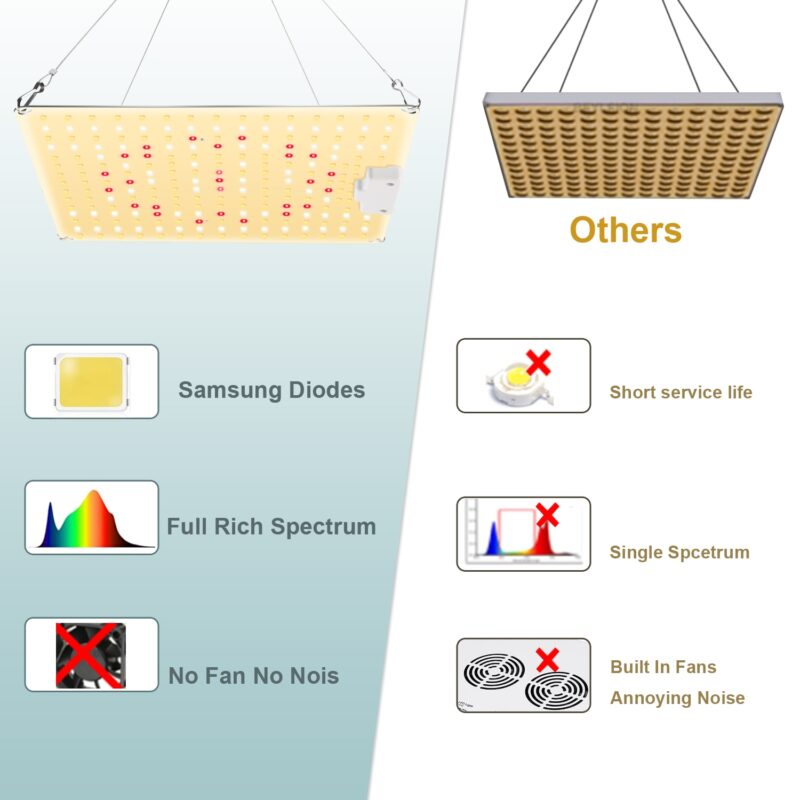 Others
Samsung Diodes
Short service life
Full Rich Spectrum
Single Spcetrum
No Fan No Nois
Built In Fans
Annoying Noise